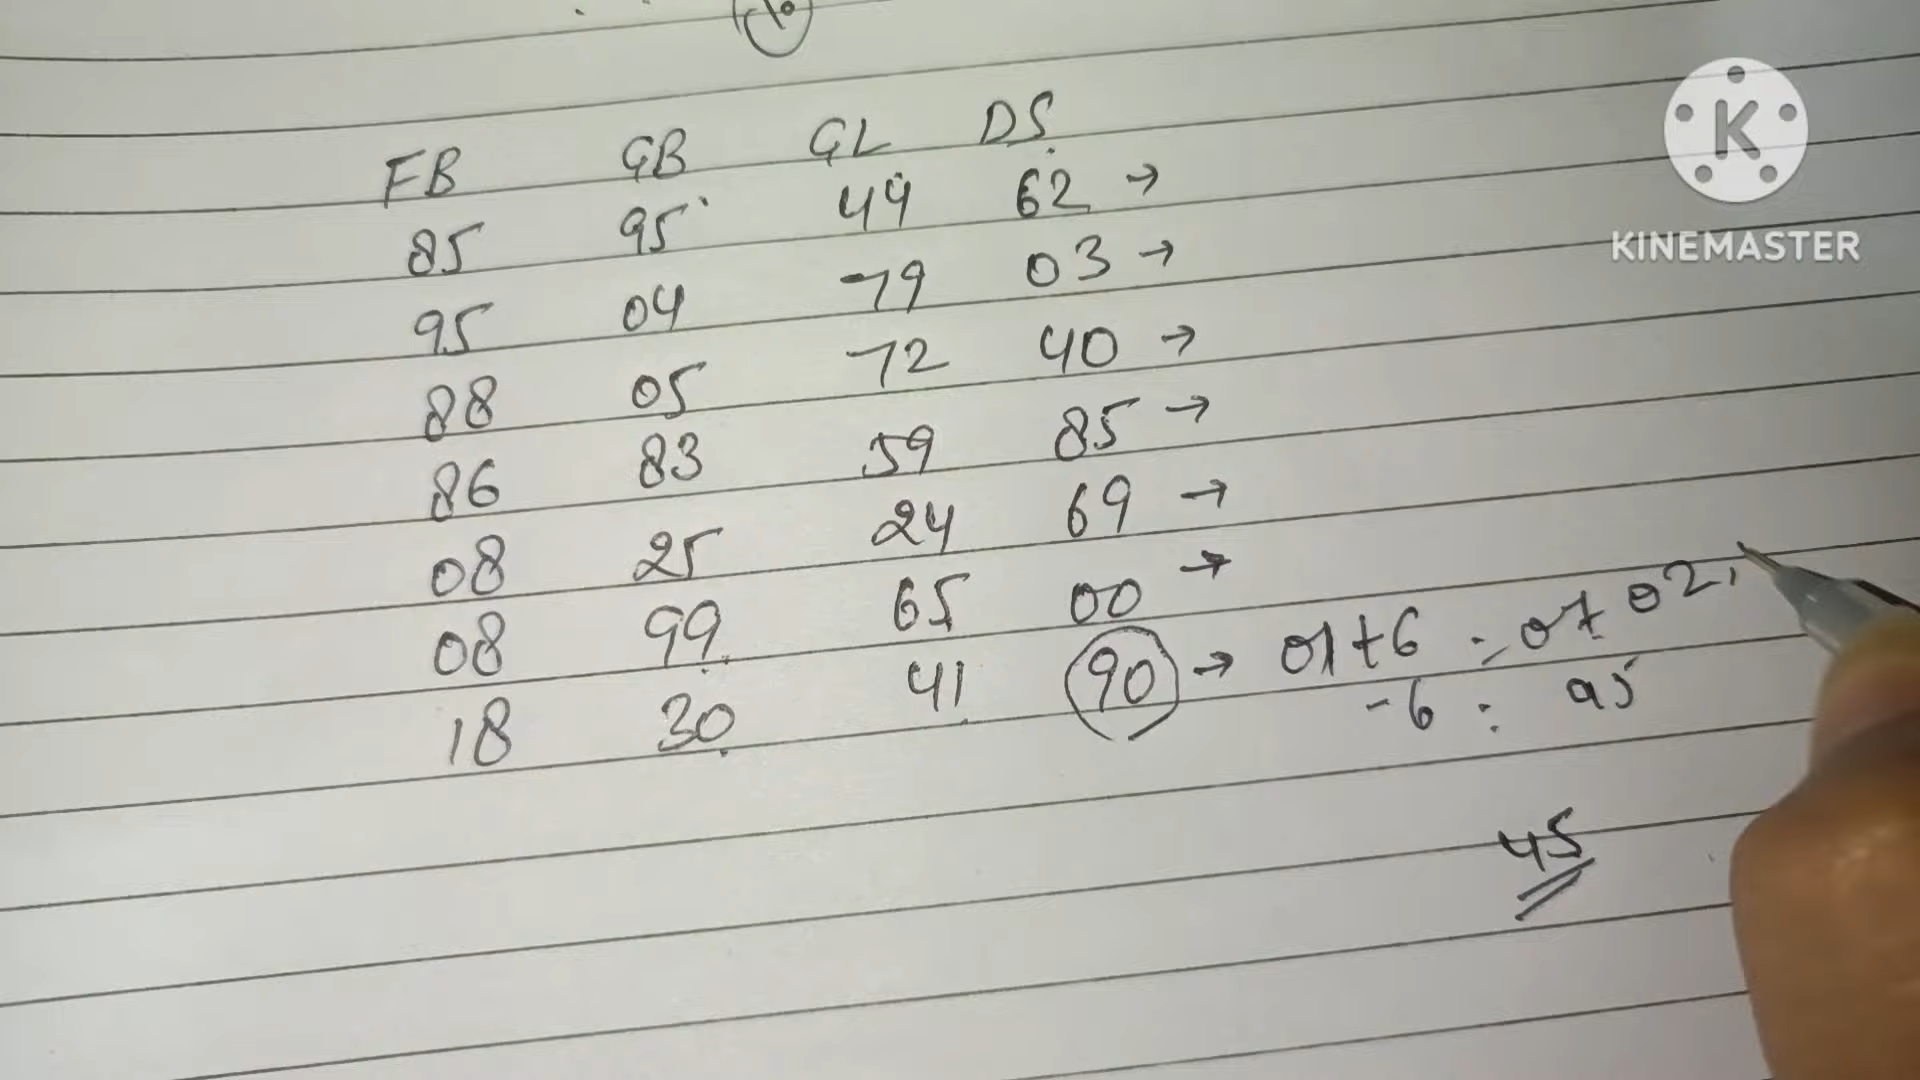 10
FB GB GL DS
85 95 49 62 →
95 04 79 03 →
88 05 72 40 →
86 83 59 85 →
08 25 24 69 →
08 99 65 00 →
18 30 41 90 → 01+6 = 07 02,
-6 : 95
45
K
KINEMASTER